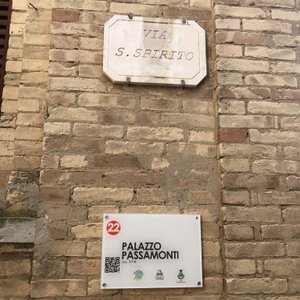 VIA
S. SPIRITO
22
PALAZZO
PASSAMONTI